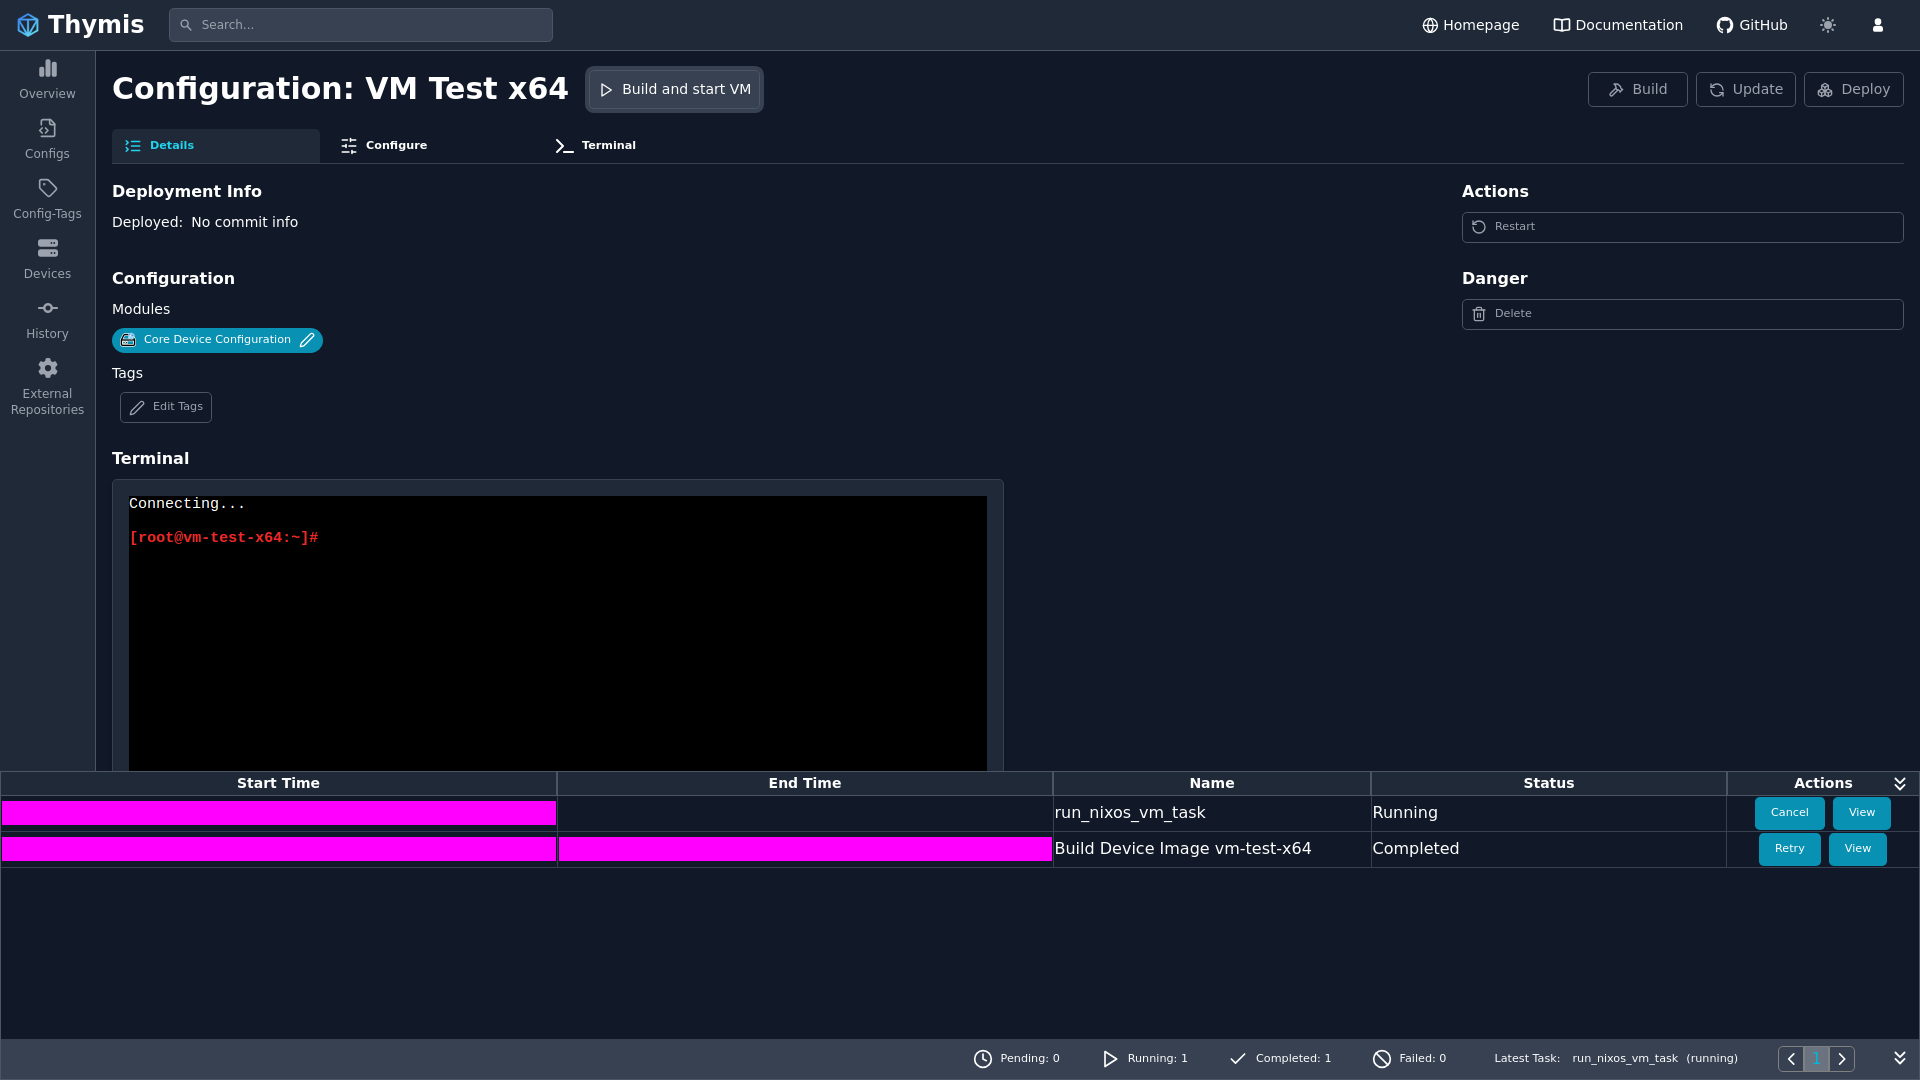 Thymis
Search...
Homepage
Documentation
GitHub
Overview
Configs
Config-Tags
Devices
History
External
Repositories
Configuration: VM Test x64
Build and start VM
Build
Update
Deploy
Details
Configure
Terminal
Deployment Info
Deployed: No commit info
Configuration
Modules
Core Device Configuration
Tags
Edit Tags
Actions
Restart
Danger
Delete
Terminal
Connecting...
[root@vm-test-x64:~]#
Start Time End Time Name Status Actions
run_nixos_vm_task Running Cancel View
Build Device Image vm-test-x64 Completed Retry View
Pending: 0 Running: 1 Completed: 1 Failed: 0 Latest Task: run_nixos_vm_task (running) 1